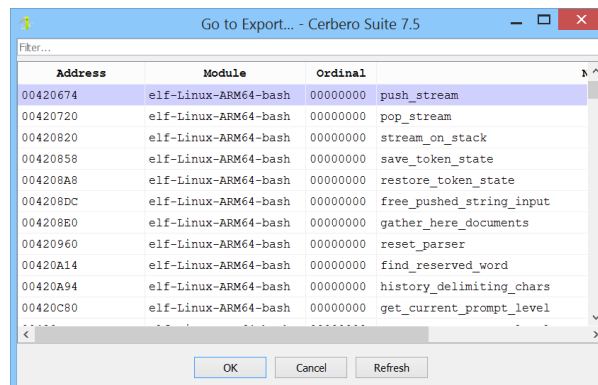 Go to Export... - Cerbero Suite 7.5
Filter...
Address Module Ordinal
00420674 elf-Linux-ARM64-bash 00000000 push_stream
00420720 elf-Linux-ARM64-bash 00000000 pop_stream
00420820 elf-Linux-ARM64-bash 00000000 stream_on_stack
00420858 elf-Linux-ARM64-bash 00000000 save_token_state
004208A8 elf-Linux-ARM64-bash 00000000 restore_token_state
004208DC elf-Linux-ARM64-bash 00000000 free_pushed_string_input
004208E0 elf-Linux-ARM64-bash 00000000 gather_here_documents
00420960 elf-Linux-ARM64-bash 00000000 reset_parser
00420A14 elf-Linux-ARM64-bash 00000000 find_reserved_word
00420A94 elf-Linux-ARM64-bash 00000000 history_delimiting_chars
00420C80 elf-Linux-ARM64-bash 00000000 get_current_prompt_level
OK Cancel Refresh